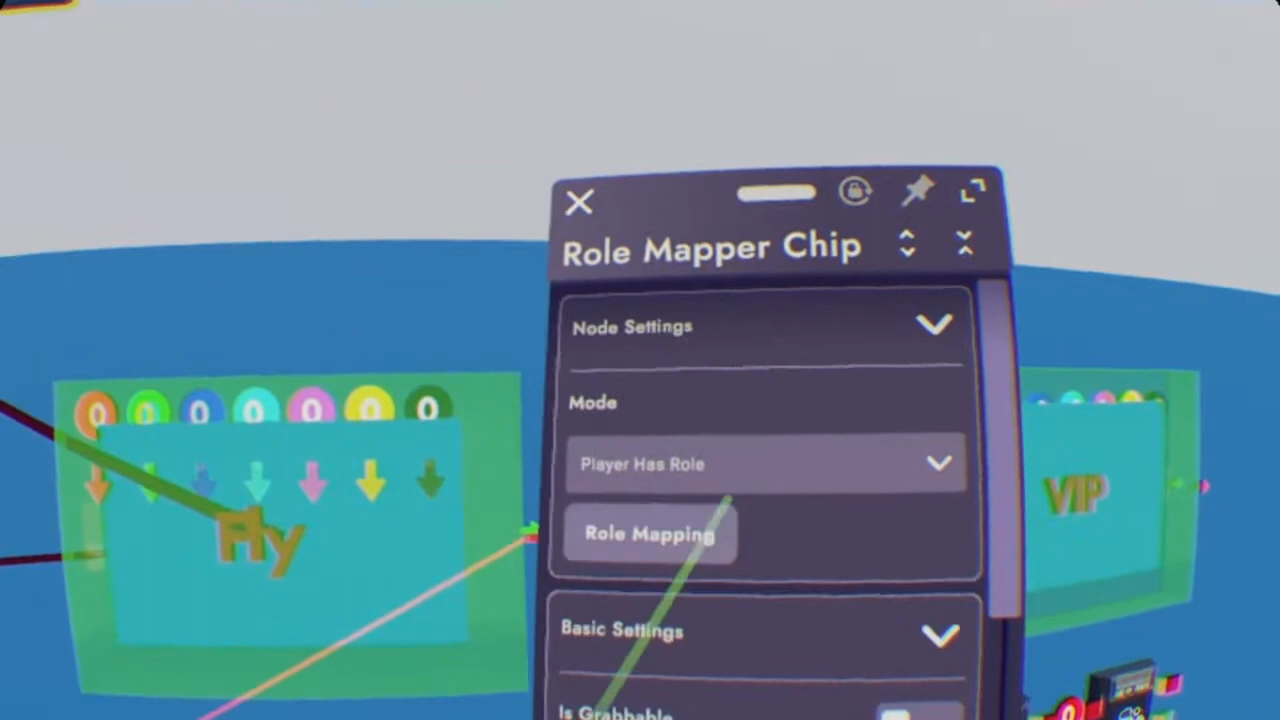 Role Mapper Chip
Node Settings
Mode
Player Has Role
Role Mapping
Basic Settings
Is Grabbable
0 0 0 0 0 0 0
Fly
VIP
0